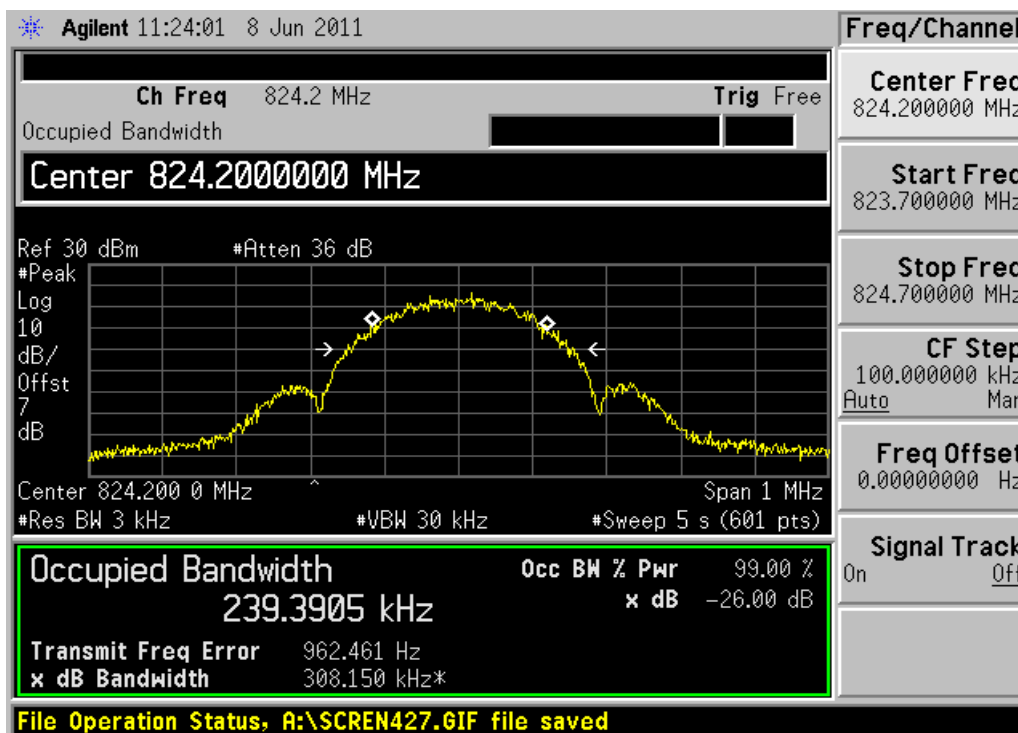 Agilent 11:24:01 8 Jun 2011
Ch Freq 824.2 MHz Trig Free
Occupied Bandwidth
Center 824.2000000 MHz
Ref 30 dBm #Atten 36 dB
#Peak
Log
10
dB/
Offst
7
dB
Center 824.200 0 MHz ^ Span 1 MHz
#Res BW 3 kHz #VBW 30 kHz #Sweep 5 s (601 pts)
Occupied Bandwidth
239.3905 kHz
Occ BW % Pwr 99.00 %
x dB -26.00 dB
Transmit Freq Error 962.461 Hz
x dB Bandwidth 308.150 kHz*
File Operation Status, A:\SCREN427.GIF file saved
Freq/Channel
Center Freq
824.200000 MHz
Start Freq
823.700000 MHz
Stop Freq
824.700000 MHz
CF Step
100.000000 kHz
Auto Man
Freq Offset
0.00000000 Hz
Signal Track
On Off